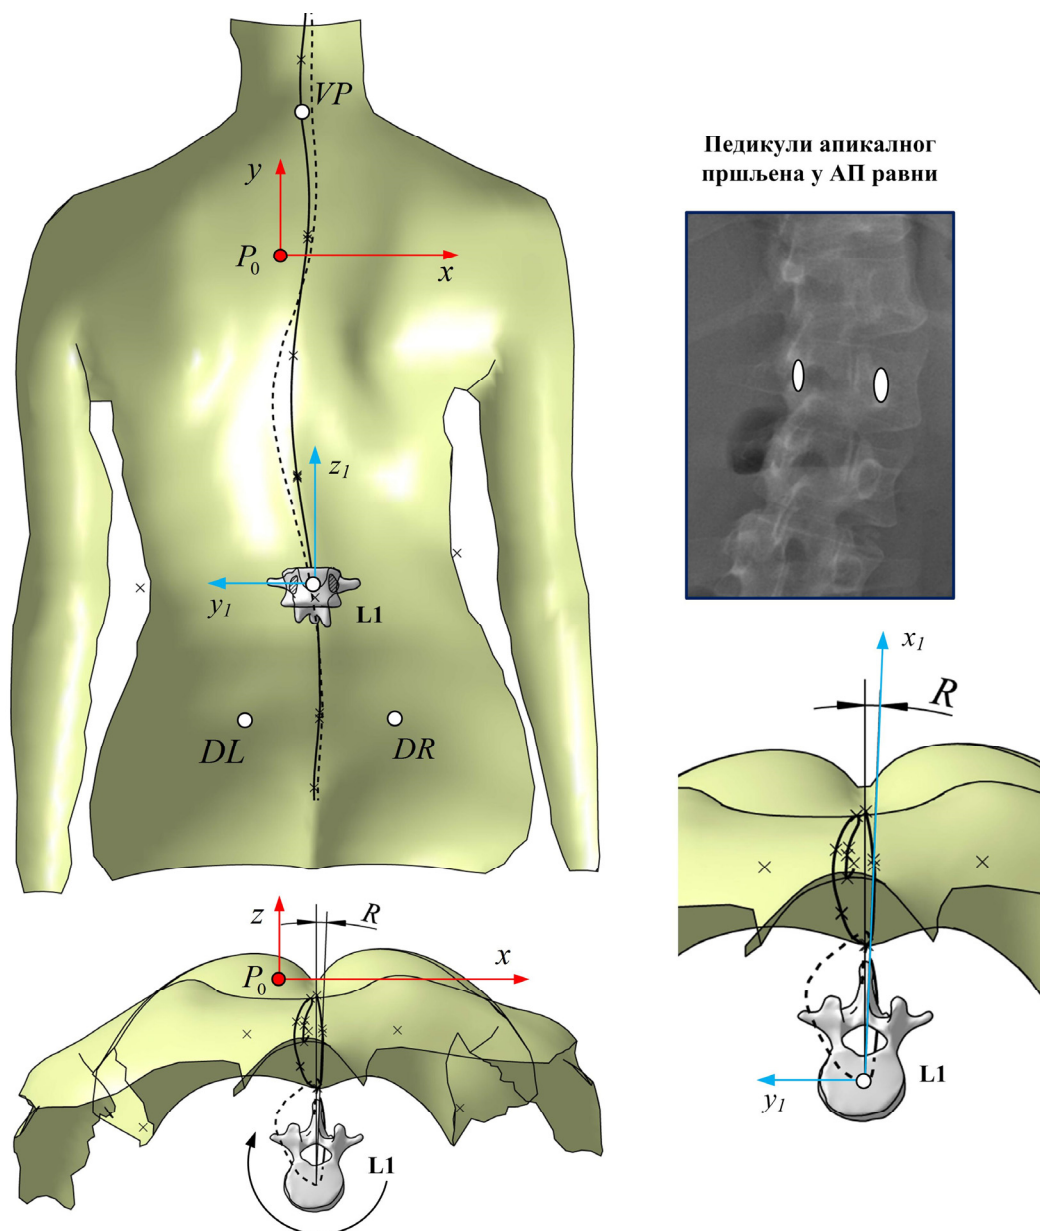 VP
Педикули апикалног
пршљена у АП равни
y
P₀
x
z₁
y₁
L1
DL
DR
x₁
R
z
R
x
P₀
L1
y₁
L1